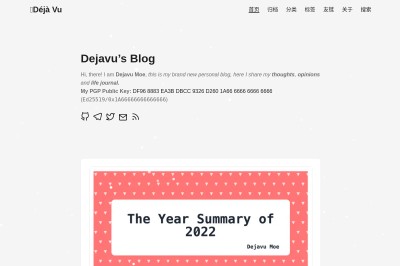 Déjà Vu
首页 归档 分类 标签 友链 关于 搜索
Dejavu's Blog
Hi, there! I am Dejavu Moe, this is my brand new personal blog, here I share my thoughts, opinions
and life journal.
My PGP Public Key: DF96 8883 EA3B DBCC 9326 D260 1A66 6666 6666 6666
(Ed25519/0x1A66666666666666)
The Year Summary of
2022
Dejavu Moe